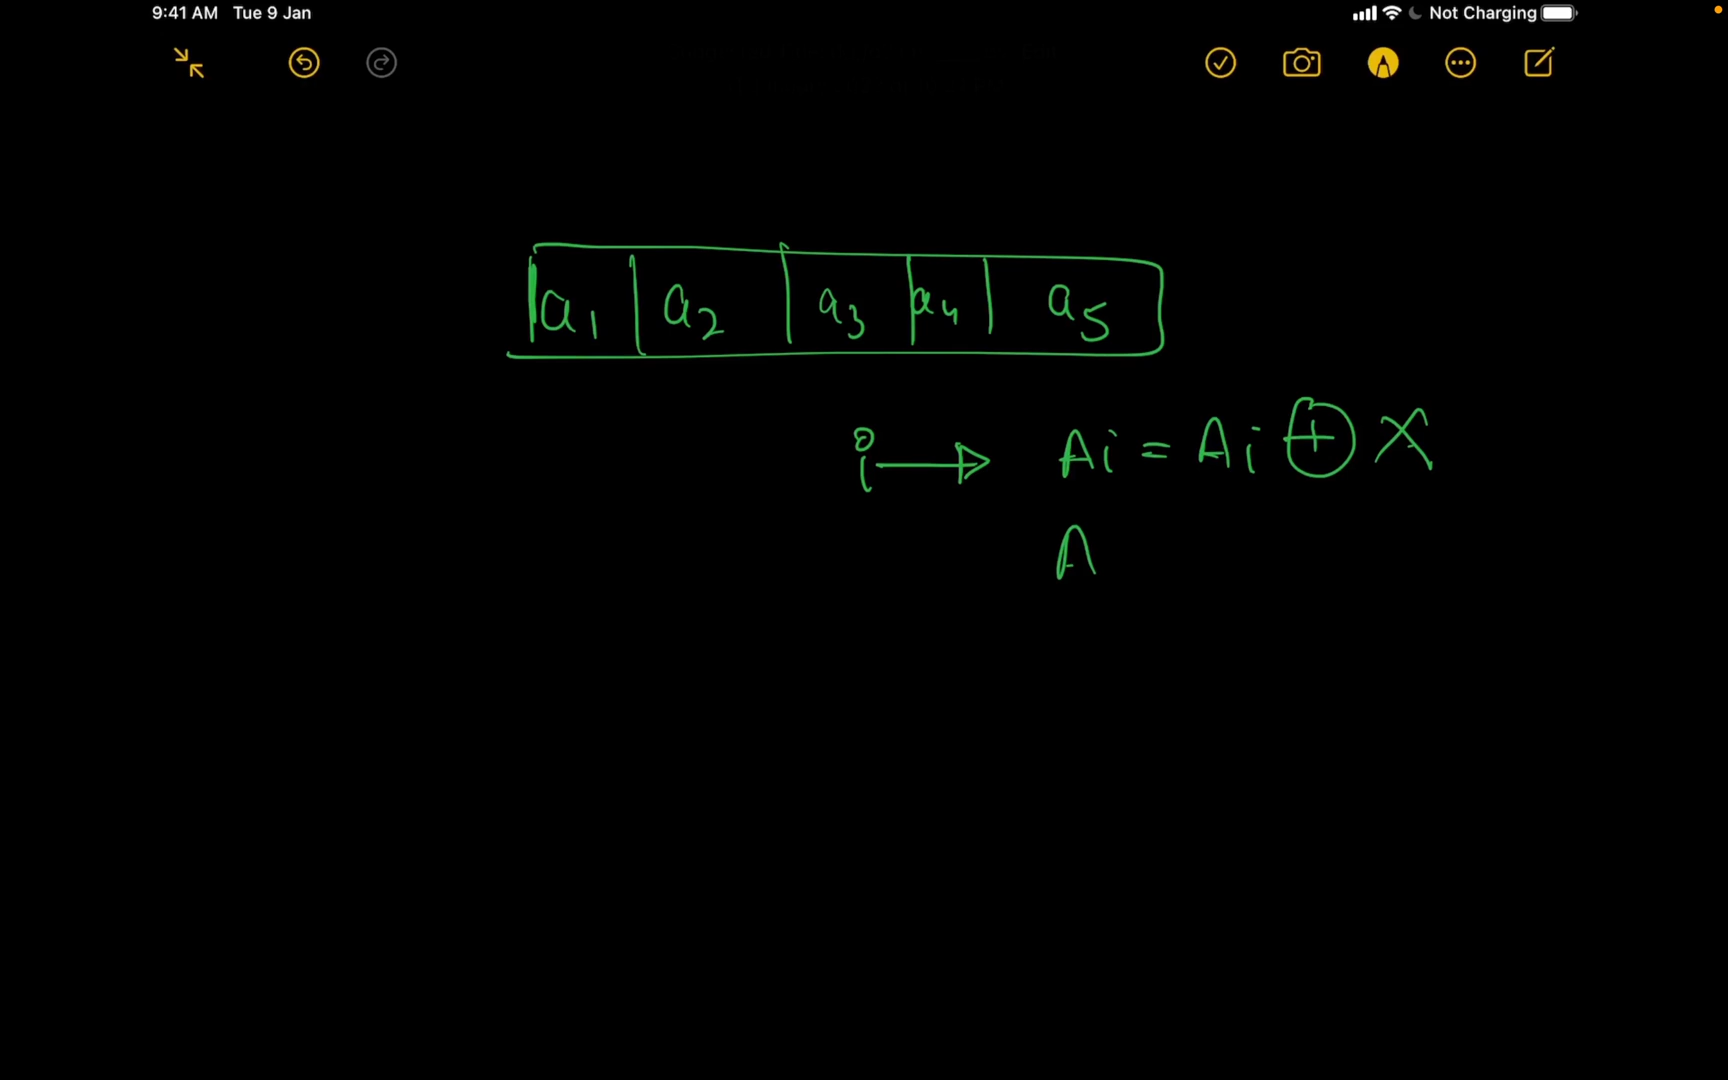 9:41 AM Tue 9 Jan Not Charging
a1 a2 a3 a4 a5
i → Ai = Ai ⊕ X
A